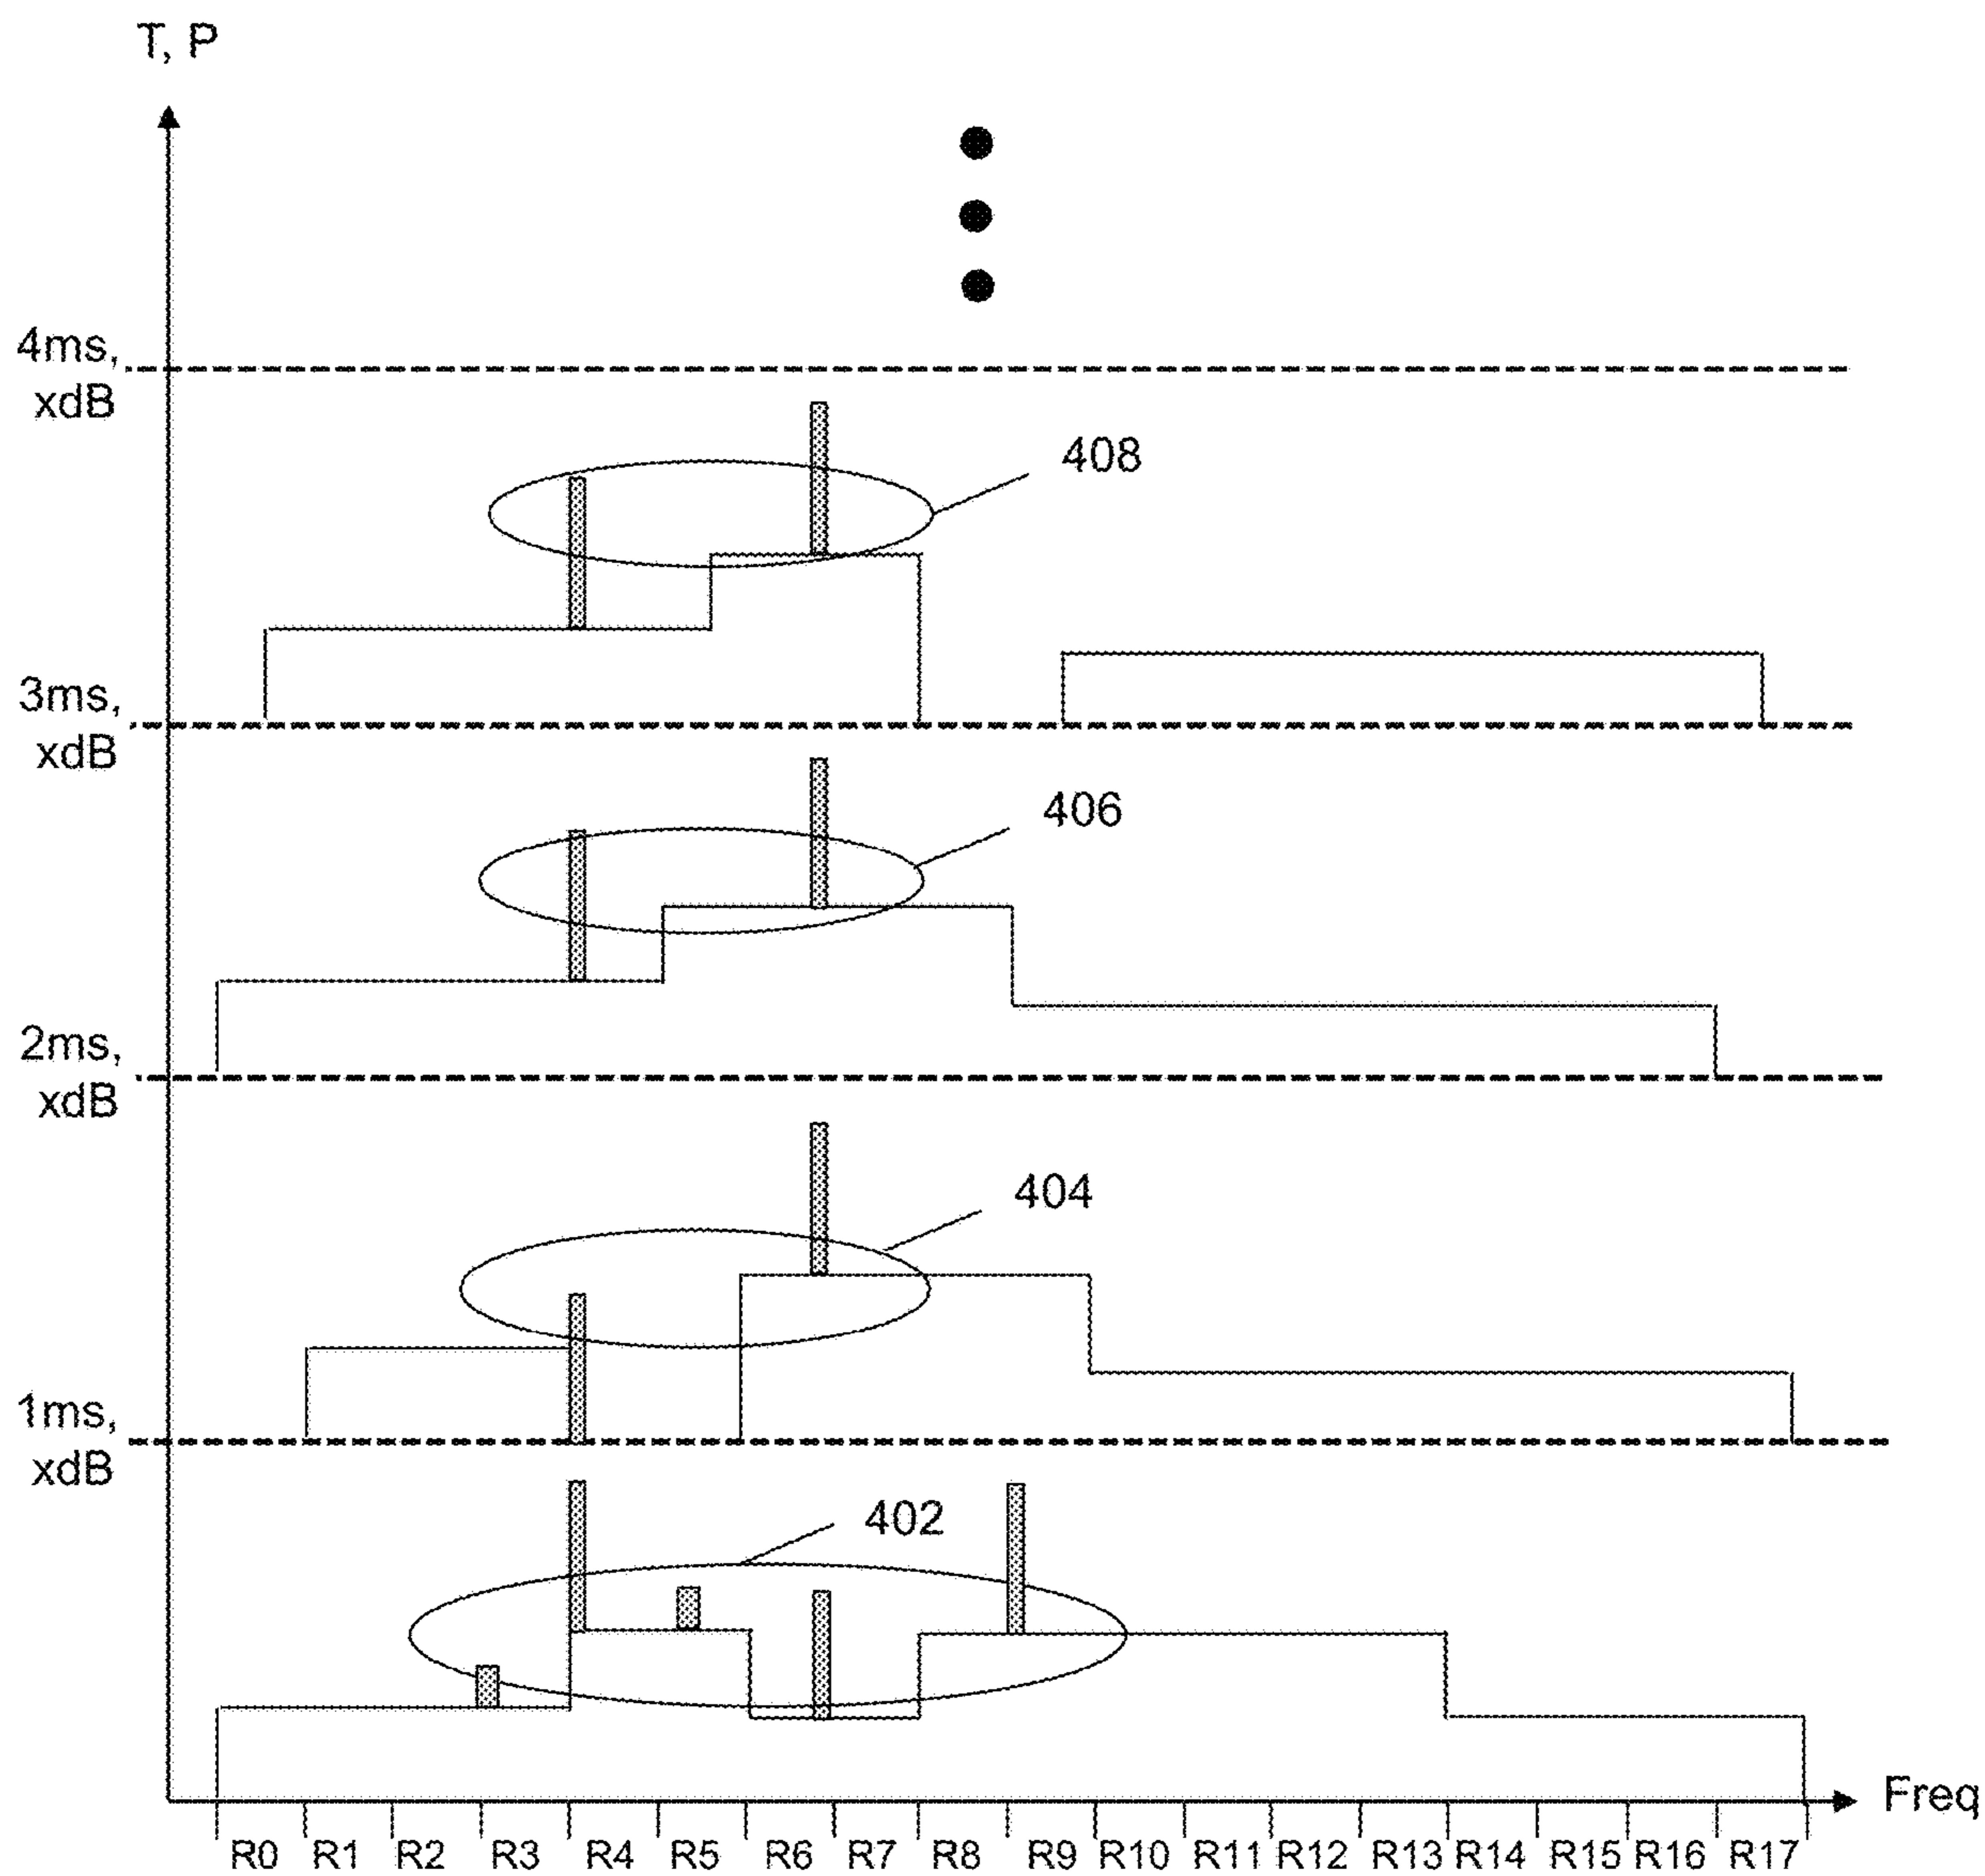 T, P
4ms,
xdB
408
3ms,
xdB
406
2ms,
xdB
404
1ms,
xdB
402
Freq
R0 R1 R2 R3 R4 R5 R6 R7 R8 R9 R10 R11 R12 R13 R14 R15 R16 R17